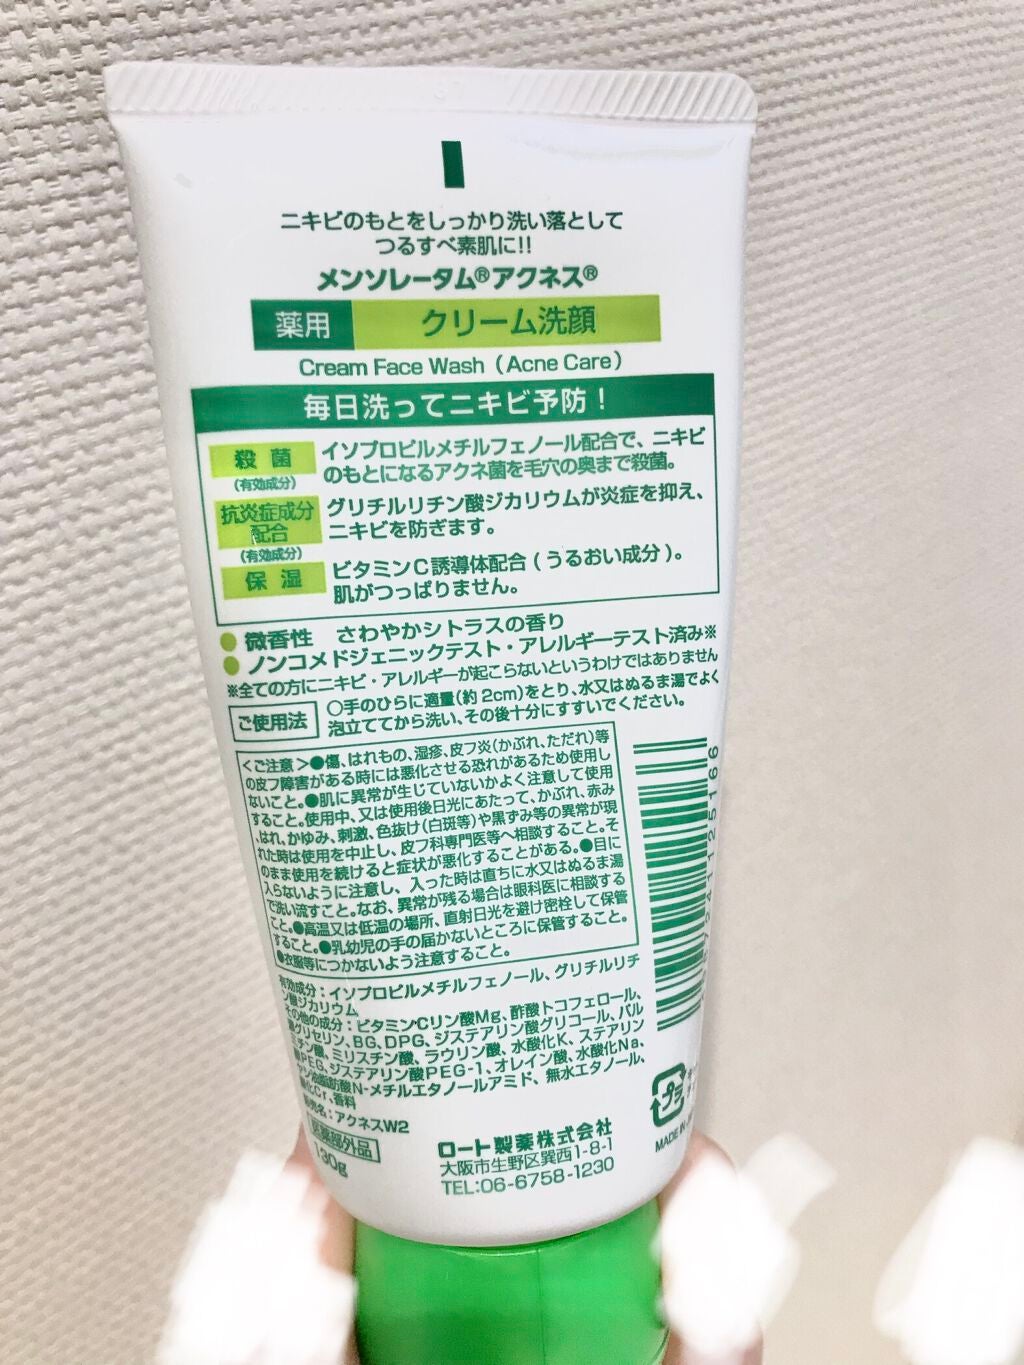 ニキビのもとをしっかり洗い落として
つるすべ素肌に!!
メンソレータム®アクネス®
薬用 クリーム洗顔
Cream Face Wash (Acne Care)
毎日洗ってニキビ予防!
殺菌
(有効成分)
イソプロピルメチルフェノール配合で、ニキビ
のもとになるアクネ菌を毛穴の奥まで殺菌。
抗炎症成分
配合
(有効成分)
グリチルリチン酸ジカリウムが炎症を抑え、
ニキビを防ぎます。
保湿
ビタミンC誘導体配合(うるおい成分)。
肌がつっぱりません。
●微香性 さわやかシトラスの香り
●ノンコメドジェニックテスト・アレルギーテスト済み※
※全ての方にニキビ・アレルギーが起こらないというわけではありません
ご使用法
○手のひらに適量(約2cm)をとり、水又はぬるま湯でよく
泡立ててから洗い、その後十分にすすいでください。
<ご注意>●傷、はれもの、湿疹、皮フ炎(かぶれ、ただれ)等
の皮フ障害がある時には悪化させる恐れがあるため使用し
ないこと。●肌に異常が生じていないかよく注意して使用
すること。使用中、又は使用後日光にあたって、かぶれ、赤み
、はれ、かゆみ、刺激、色抜け(白斑等)や黒ずみ等の異常が現
れた時は使用を中止し、皮フ科専門医等へ相談すること。そ
のまま使用を続けると症状が悪化することがある。●目に
入らないように注意し、入った時は直ちに水又はぬるま湯
で洗い流すこと。なお、異常が残る場合は眼科医に相談する
こと。●高温又は低温の場所、直射日光を避け密栓して保管
すること。●乳幼児の手の届かないところに保管すること。
●衣服等につかないよう注意すること。
有効成分:イソプロピルメチルフェノール、グリチルリチ
ン酸ジカリウム
その他の成分:ビタミンCリン酸Mg、酢酸トコフェロール、
グリセリン、BG、DPG、ジステアリン酸グリコール、パル
ミチン酸、ミリスチン酸、ラウリン酸、水酸化K、ステアリン
酸PEG、ジステアリン酸PEG-1、オレイン酸、水酸化Na、
ヤシ油脂肪酸N-メチルエタノールアミド、無水エタノール、
酸化Cr、香料
販売名:アクネスW2
医薬部外品
130g
ロート製薬株式会社
大阪市生野区巽西1-8-1
TEL:06-6758-1230
プラ
MADE IN